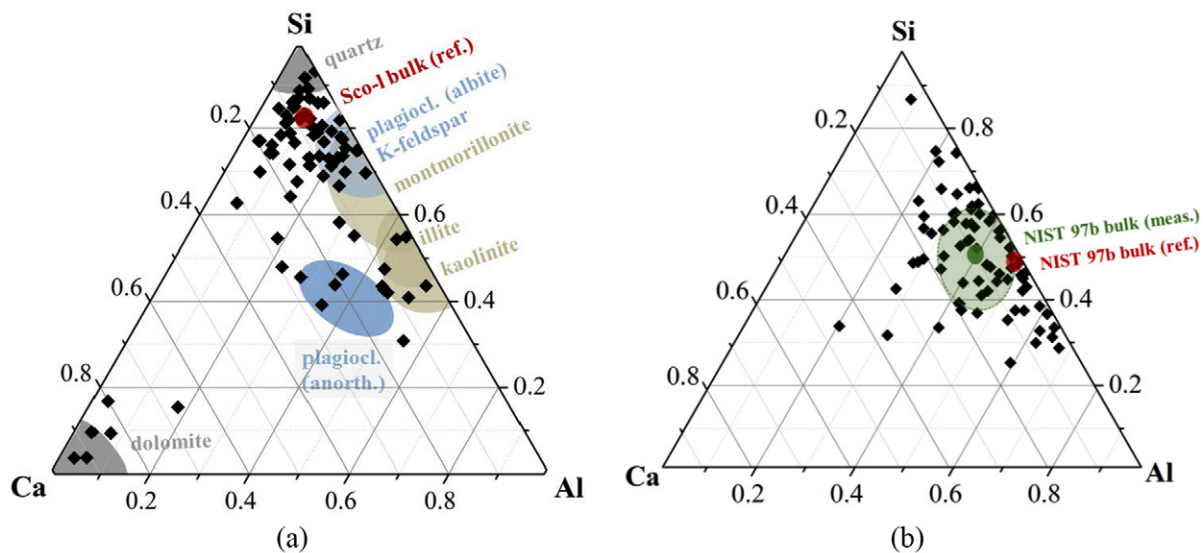 Si
quartz
Sco-l bulk (ref.)
plagiocl. (albite)
K-feldspar
montmorillonite
illite
kaolinite
plagiocl.
(anorth.)
dolomite
0.2
0.4
0.6
0.8
0.6
0.4
0.2
Ca
0.2
0.4
0.6
0.8
Al
(a)
Si
0.2
0.4
0.6
0.8
0.8
0.6
0.4
0.2
NIST 97b bulk (meas.)
NIST 97b bulk (ref.)
Ca
0.2
0.4
0.6
0.8
Al
(b)